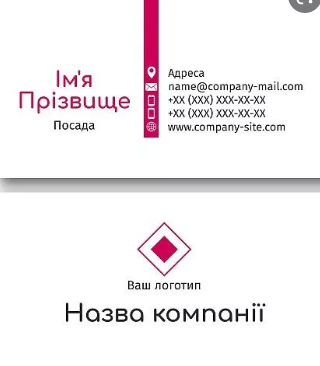 Ім'я
Прізвище
Посада
Адреса
name@company-mail.com
+XX (XXX) XXX-XX-XX
+XX (XXX) XXX-XX-XX
www.company-site.com
Ваш логотип
Назва компанії